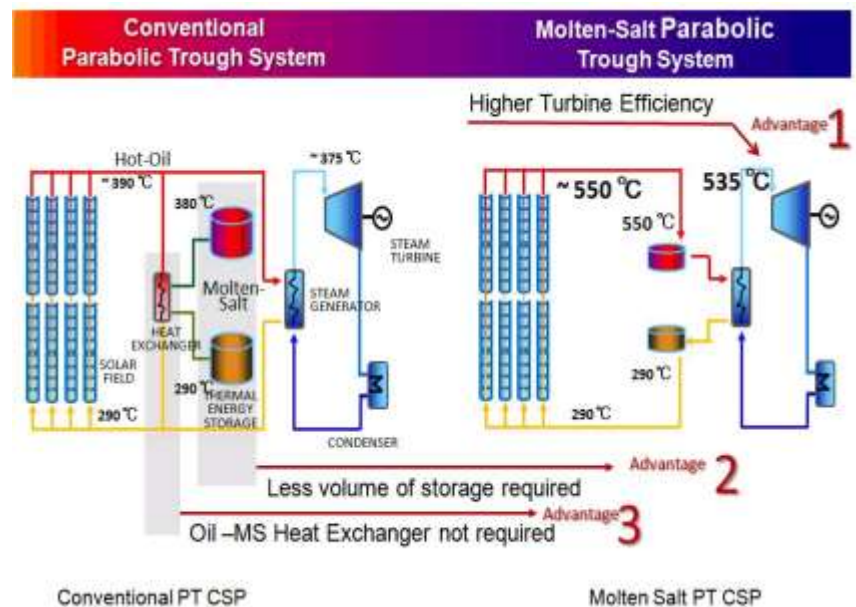 Conventional
Parabolic Trough System
Molten-Salt Parabolic
Trough System
Higher Turbine Efficiency
Advantage 1
Hot-Oil
~390℃
380℃
~375℃
STEAM
TURBINE
Molten-
Salt
STEAM
GENERATOR
HEAT
EXCHANGER
SOLAR
FIELD
290℃
290℃
THERMAL
ENERGY
STORAGE
CONDENSER
~550℃
550℃
535℃
290℃
290℃
Advantage 2
Less volume of storage required
Advantage 3
Oil –MS Heat Exchanger not required
Conventional PT CSP
Molten Salt PT CSP